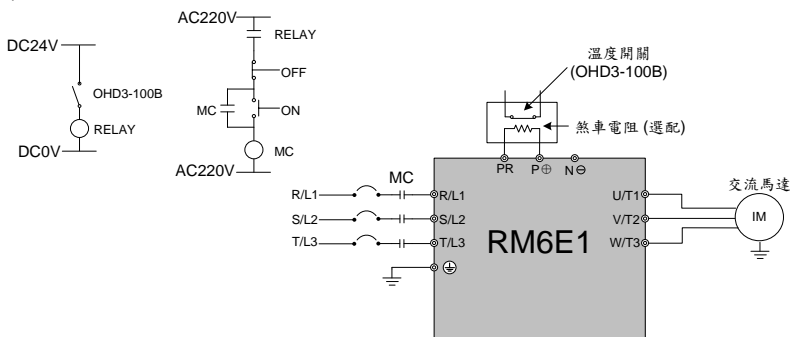 DC24V
OHD3-100B
RELAY
DC0V
AC220V
RELAY
OFF
MC
ON
MC
AC220V
溫度開關
(OHD3-100B)
煞車電阻 (選配)
PR
P⊕
N⊖
R/L1
S/L2
T/L3
MC
R/L1
S/L2
T/L3
RM6E1
U/T1
V/T2
W/T3
交流馬達
IM